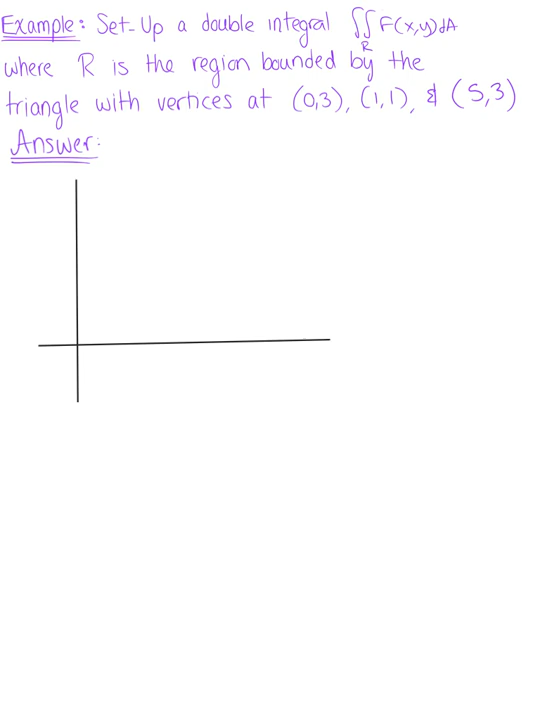 Example: Set-Up a double integral ∬_R F(x,y)dA
where R is the region bounded by the
triangle with vertices at (0,3), (1,1), & (5,3)
Answer: